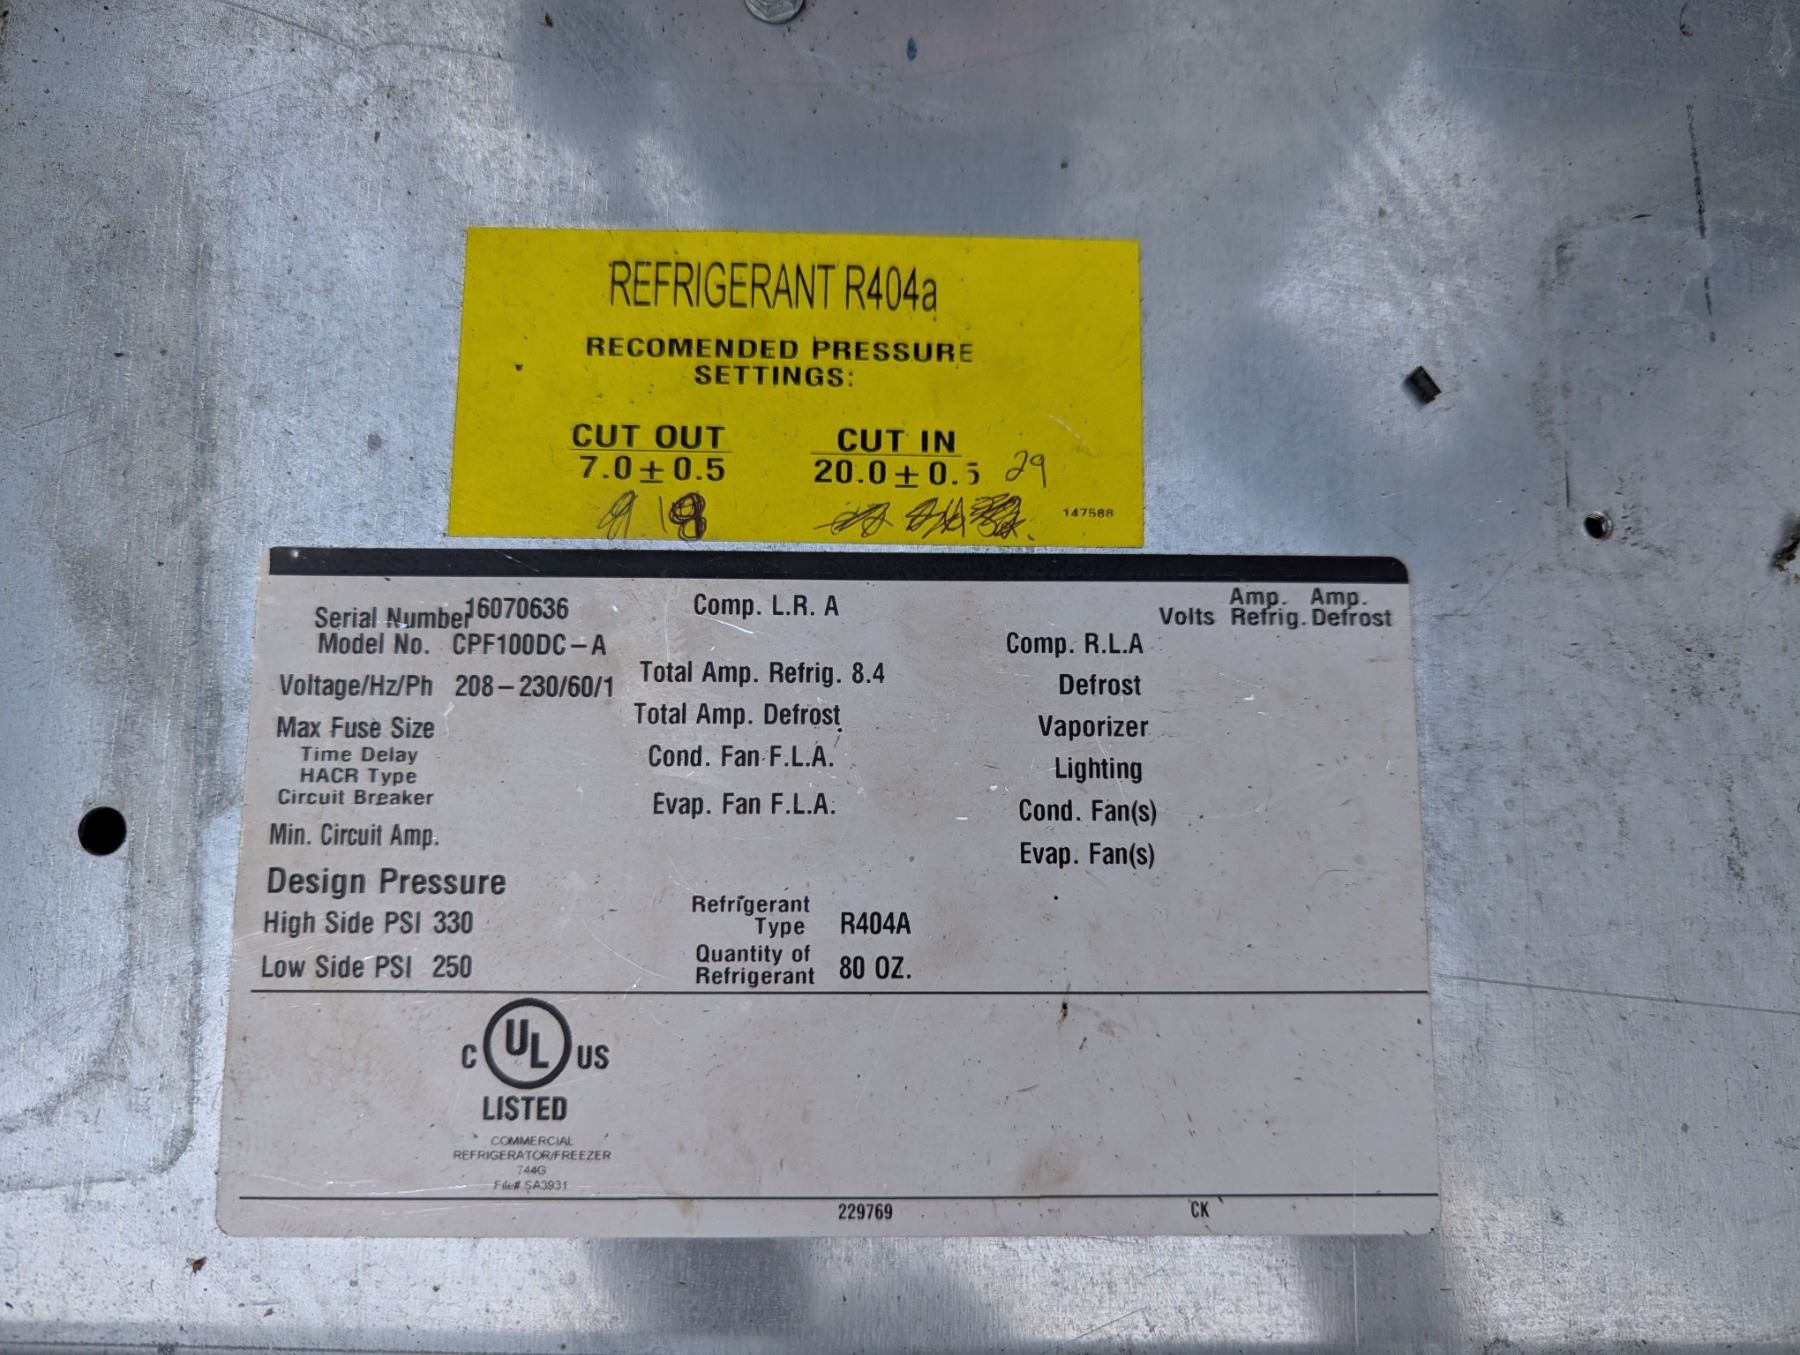 REFRIGERANT R404a
RECOMENDED PRESSURE
SETTINGS:
CUT OUT CUT IN
7.0 ± 0.5 20.0 ± 0.5 29
147588
Serial Number 16070636
Model No. CPF100DC-A
Voltage/Hz/Ph 208-230/60/1
Max Fuse Size
Time Delay
HACR Type
Circuit Breaker
Min. Circuit Amp.
Design Pressure
High Side PSI 330
Low Side PSI 250
Comp. L.R. A
Total Amp. Refrig. 8.4
Total Amp. Defrost
Cond. Fan F.L.A.
Evap. Fan F.L.A.
Refrigerant
Type R404A
Quantity of
Refrigerant 80 OZ.
Amp. Amp.
Volts Refrig. Defrost
Comp. R.L.A
Defrost
Vaporizer
Lighting
Cond. Fan(s)
Evap. Fan(s)
C UL US
LISTED
COMMERCIAL
REFRIGERATOR/FREEZER
744G
File# SA3931
229769 CK